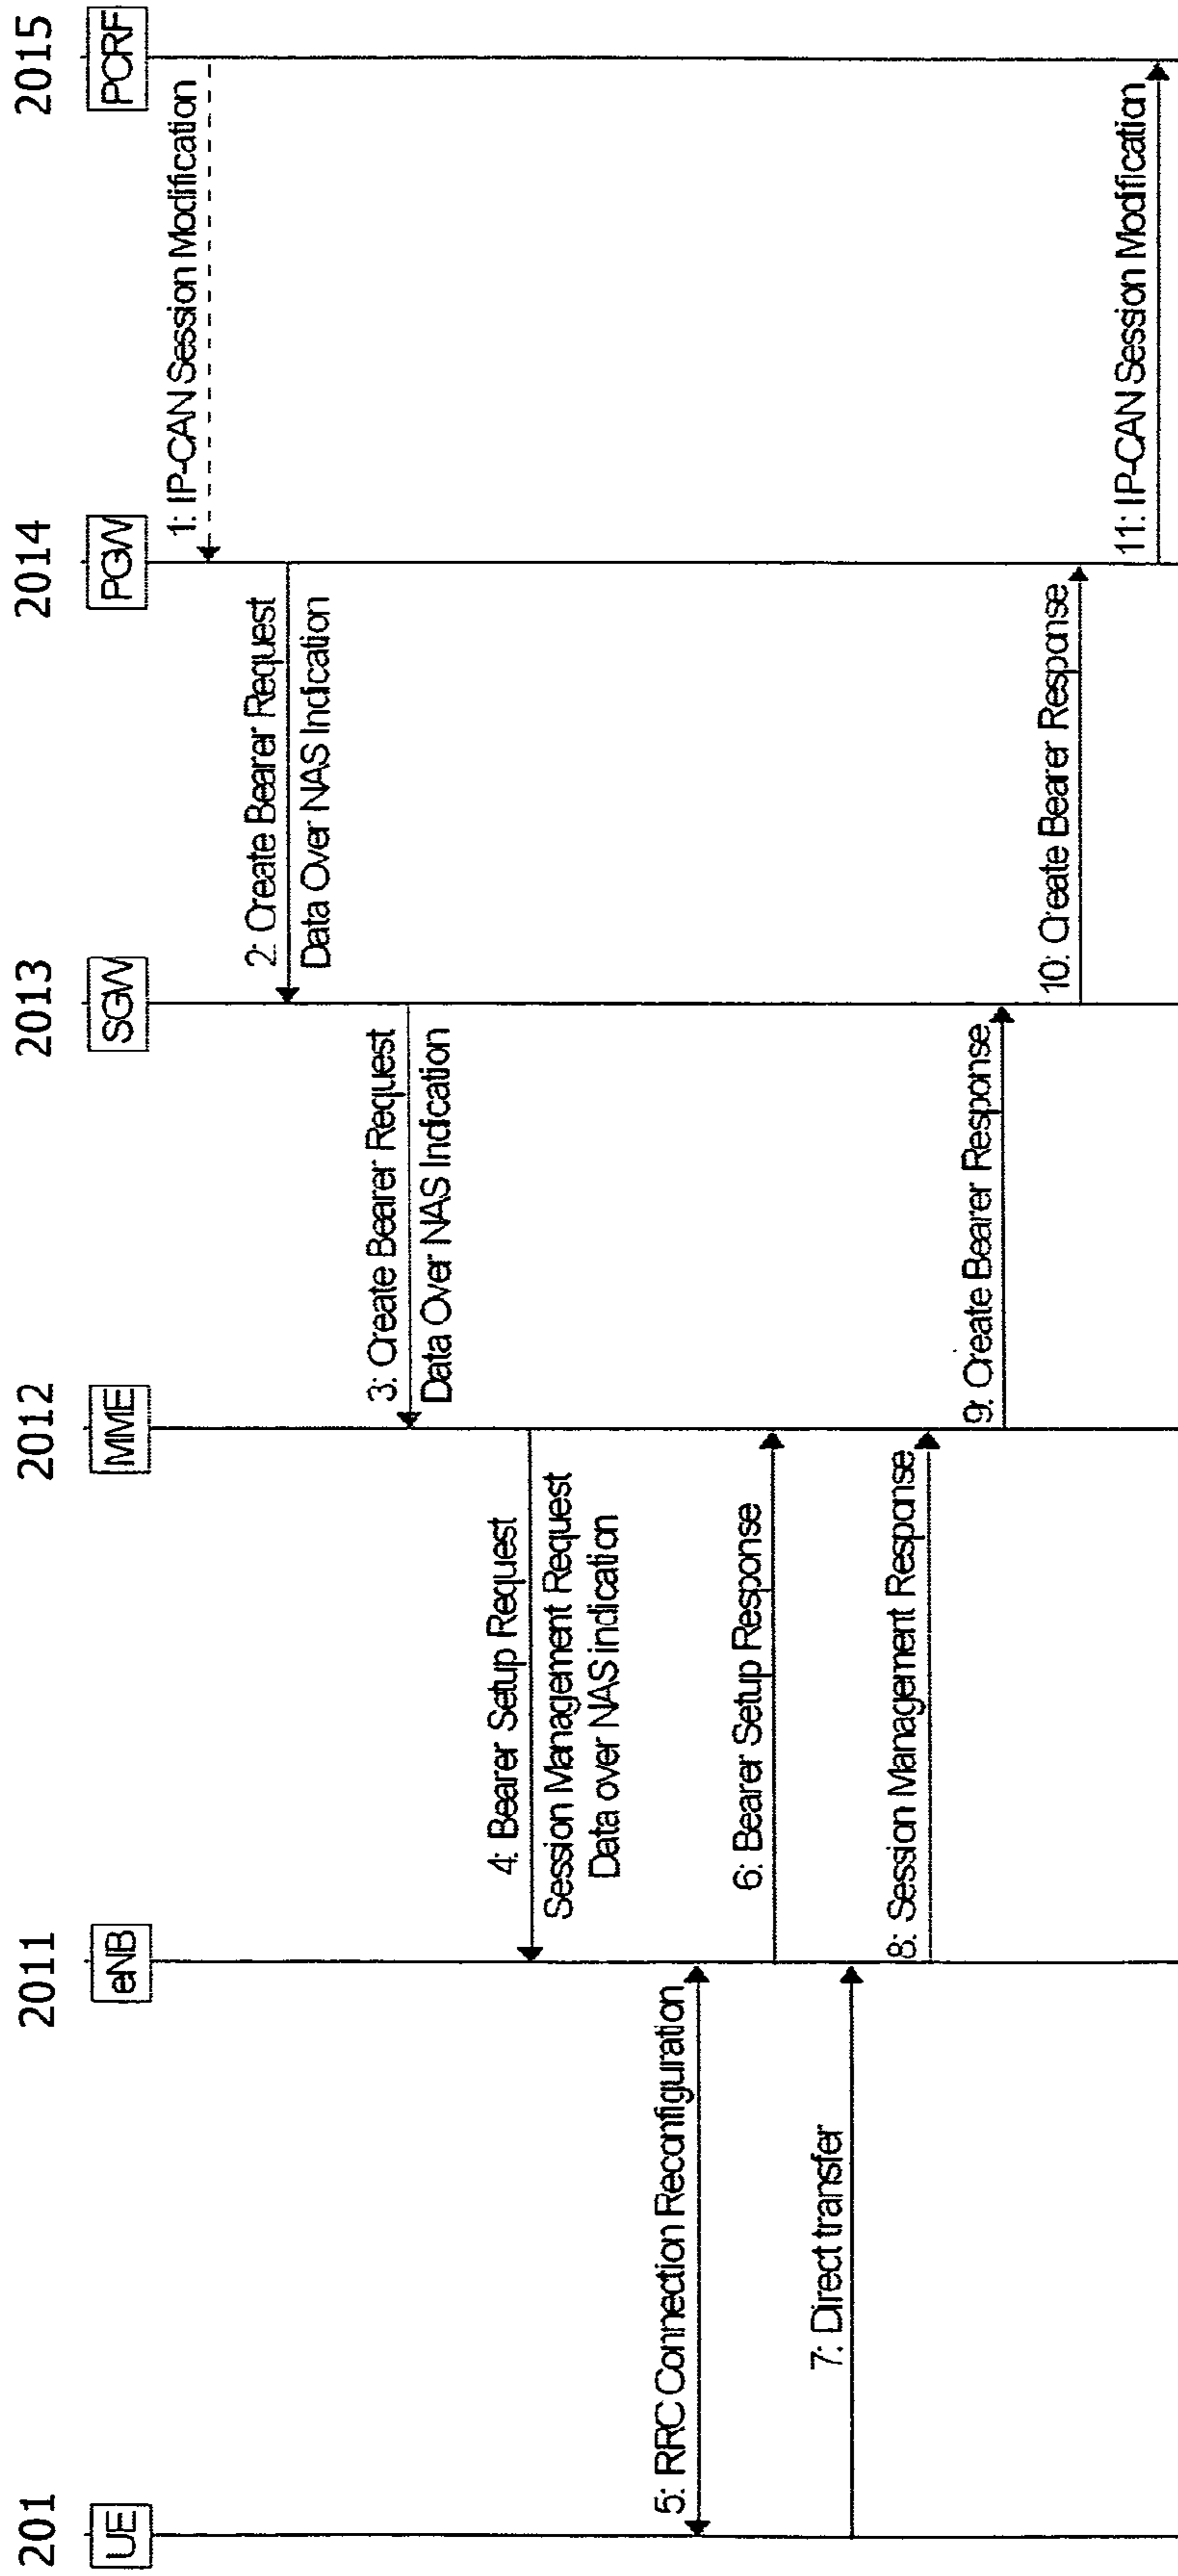 201
2011
2012
2013
2014
2015
UE
eNB
MME
SGW
PGW
PCRF
1: IP-CAN Session Modification
2: Create Bearer Request
Data Over NAS Indication
3: Create Bearer Request
Data Over NAS Indication
4: Bearer Setup Request
Session Management Request
Data over NAS indication
5: RRC Connection Reconfiguration
6: Bearer Setup Response
7: Direct transfer
8: Session Management Response
9: Create Bearer Response
10: Create Bearer Response
11: IP-CAN Session Modification